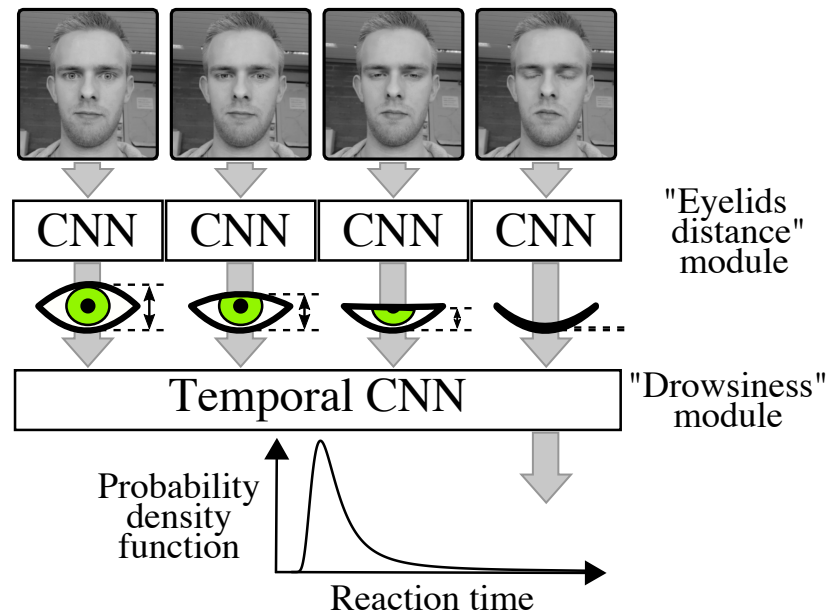 CNN CNN CNN CNN
"Eyelids
distance"
module
Temporal CNN
"Drowsiness"
module
Probability
density
function
Reaction time